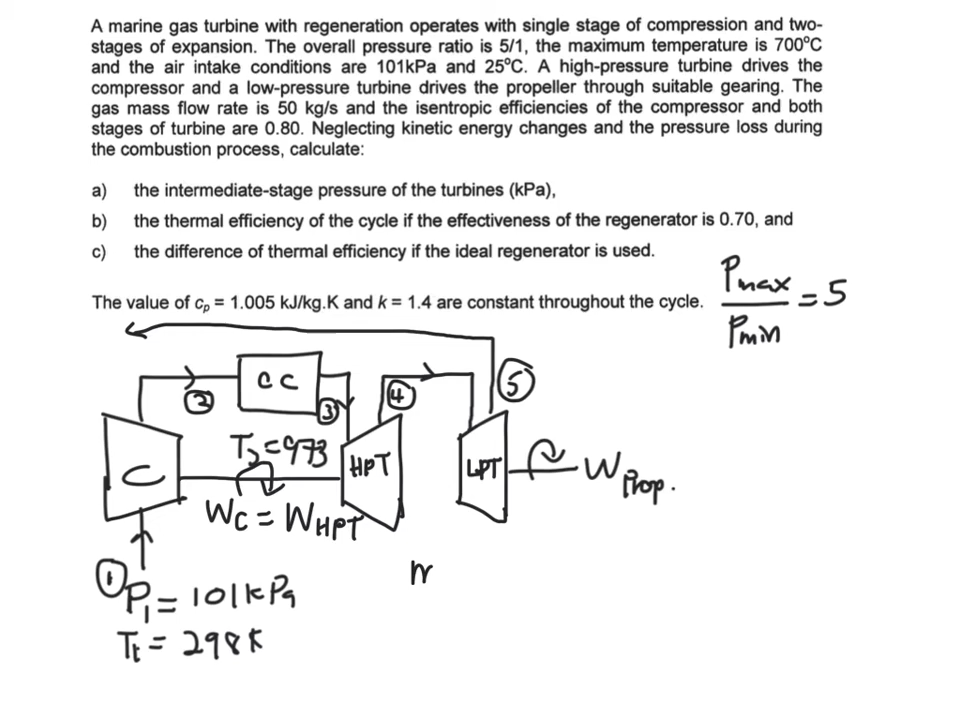 A marine gas turbine with regeneration operates with single stage of compression and two-
stages of expansion. The overall pressure ratio is 5/1, the maximum temperature is 700°C
and the air intake conditions are 101kPa and 25°C. A high-pressure turbine drives the
compressor and a low-pressure turbine drives the propeller through suitable gearing. The
gas mass flow rate is 50 kg/s and the isentropic efficiencies of the compressor and both
stages of turbine are 0.80. Neglecting kinetic energy changes and the pressure loss during
the combustion process, calculate:
a) the intermediate-stage pressure of the turbines (kPa),
b) the thermal efficiency of the cycle if the effectiveness of the regenerator is 0.70, and
c) the difference of thermal efficiency if the ideal regenerator is used.
The value of cp = 1.005 kJ/kg.K and k = 1.4 are constant throughout the cycle.
Pmax / Pmin = 5
CC
2
3
4
5
T3 = 973
C
HPT
LPT
WProp.
WC = WHPT
1
P1 = 101kPa
T1 = 298K